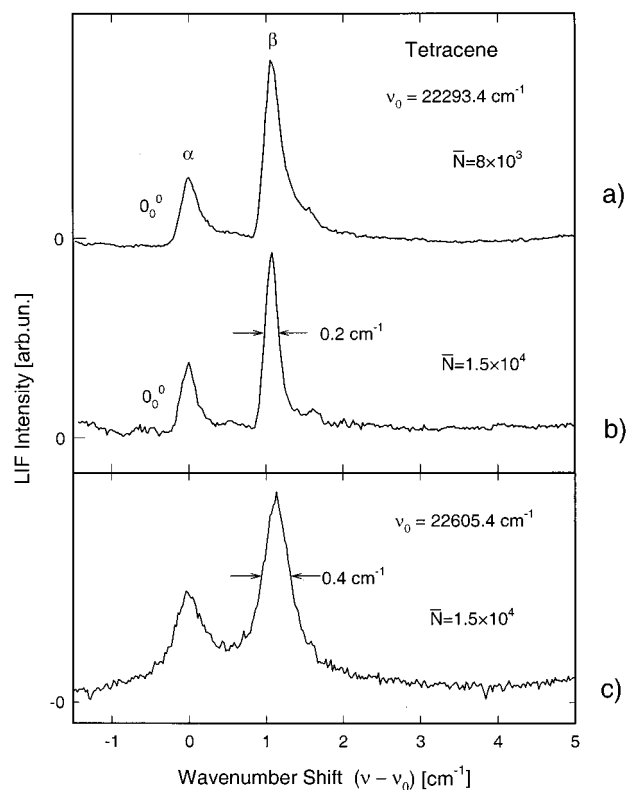 β
Tetracene
ν₀ = 22293.4 cm⁻¹
α
N̅=8×10³
0₀⁰
a)
0
0.2 cm⁻¹
N̅=1.5×10⁴
0₀⁰
b)
0
LIF Intensity [arb.un.]
ν₀ = 22605.4 cm⁻¹
0.4 cm⁻¹
N̅=1.5×10⁴
c)
-0
-1 0 1 2 3 4 5
Wavenumber Shift (ν − ν₀) [cm⁻¹]